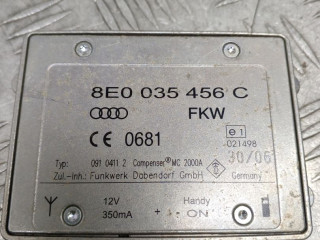 8E0 035 456 C
FKW
CE 0681
e1
021498
30/06
Typ: 091 0411 2 Compenser® MC 2000A
Zul.-Inh.: Funkwerk Dabendorf GmbH Germany
12V Handy
350mA + - ON